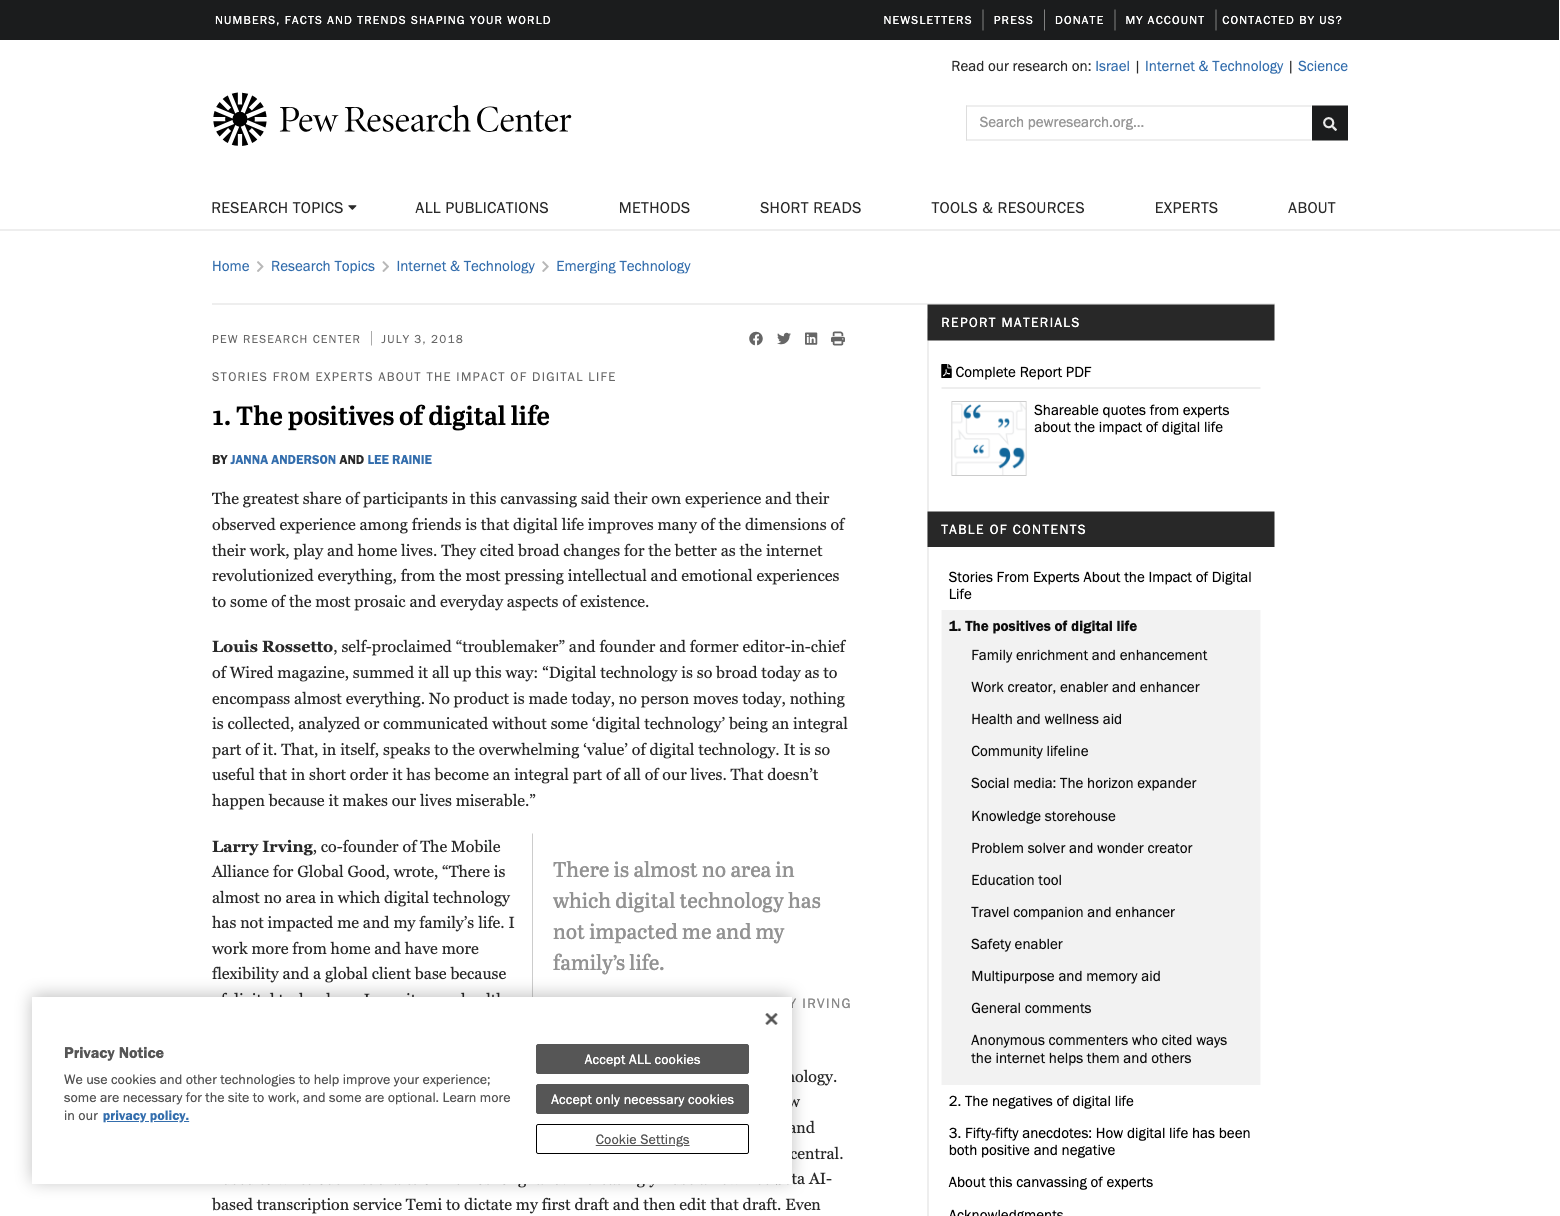 NUMBERS, FACTS AND TRENDS SHAPING YOUR WORLD
NEWSLETTERS PRESS DONATE MY ACCOUNT CONTACTED BY US?
Read our research on: Israel | Internet & Technology | Science
Pew Research Center
Search pewresearch.org...
RESEARCH TOPICS ALL PUBLICATIONS METHODS SHORT READS TOOLS & RESOURCES EXPERTS ABOUT
Home Research Topics Internet & Technology Emerging Technology
PEW RESEARCH CENTER JULY 3, 2018
STORIES FROM EXPERTS ABOUT THE IMPACT OF DIGITAL LIFE
1. The positives of digital life
BY JANNA ANDERSON AND LEE RAINIE
The greatest share of participants in this canvassing said their own experience and their
observed experience among friends is that digital life improves many of the dimensions of
their work, play and home lives. They cited broad changes for the better as the internet
revolutionized everything, from the most pressing intellectual and emotional experiences
to some of the most prosaic and everyday aspects of existence.
Louis Rossetto, self-proclaimed “troublemaker” and founder and former editor-in-chief
of Wired magazine, summed it all up this way: “Digital technology is so broad today as to
encompass almost everything. No product is made today, no person moves today, nothing
is collected, analyzed or communicated without some ‘digital technology’ being an integral
part of it. That, in itself, speaks to the overwhelming ‘value’ of digital technology. It is so
useful that in short order it has become an integral part of all of our lives. That doesn’t
happen because it makes our lives miserable.”
Larry Irving, co-founder of The Mobile
Alliance for Global Good, wrote, “There is
almost no area in which digital technology
has not impacted me and my family’s life. I
work more from home and have more
flexibility and a global client base because
There is almost no area in
which digital technology has
not impacted me and my
family’s life.
IRVING
and
central.
AI-
based transcription service Temi to dictate my first draft and then edit that draft. Even
REPORT MATERIALS
Complete Report PDF
Shareable quotes from experts
about the impact of digital life
TABLE OF CONTENTS
Stories From Experts About the Impact of Digital
Life
1. The positives of digital life
Family enrichment and enhancement
Work creator, enabler and enhancer
Health and wellness aid
Community lifeline
Social media: The horizon expander
Knowledge storehouse
Problem solver and wonder creator
Education tool
Travel companion and enhancer
Safety enabler
Multipurpose and memory aid
General comments
Anonymous commenters who cited ways
the internet helps them and others
2. The negatives of digital life
3. Fifty-fifty anecdotes: How digital life has been
both positive and negative
About this canvassing of experts
Acknowledgments
Privacy Notice
We use cookies and other technologies to help improve your experience;
some are necessary for the site to work, and some are optional. Learn more
in our privacy policy.
Accept ALL cookies
Accept only necessary cookies
Cookie Settings